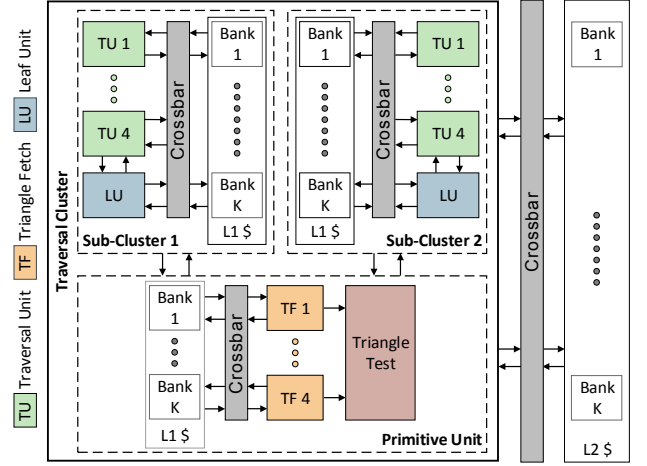 TU Traversal Unit
TF Triangle Fetch
LU Leaf Unit
Traversal Cluster
TU 1
TU 4
LU
Crossbar
Bank
1
Bank
K
L1 $
Sub-Cluster 1
Bank
1
Bank
K
L1 $
Crossbar
TU 1
TU 4
LU
Sub-Cluster 2
Bank
1
Bank
K
L1 $
Crossbar
TF 1
TF 4
Triangle
Test
Primitive Unit
Crossbar
Bank
1
Bank
K
L2 $